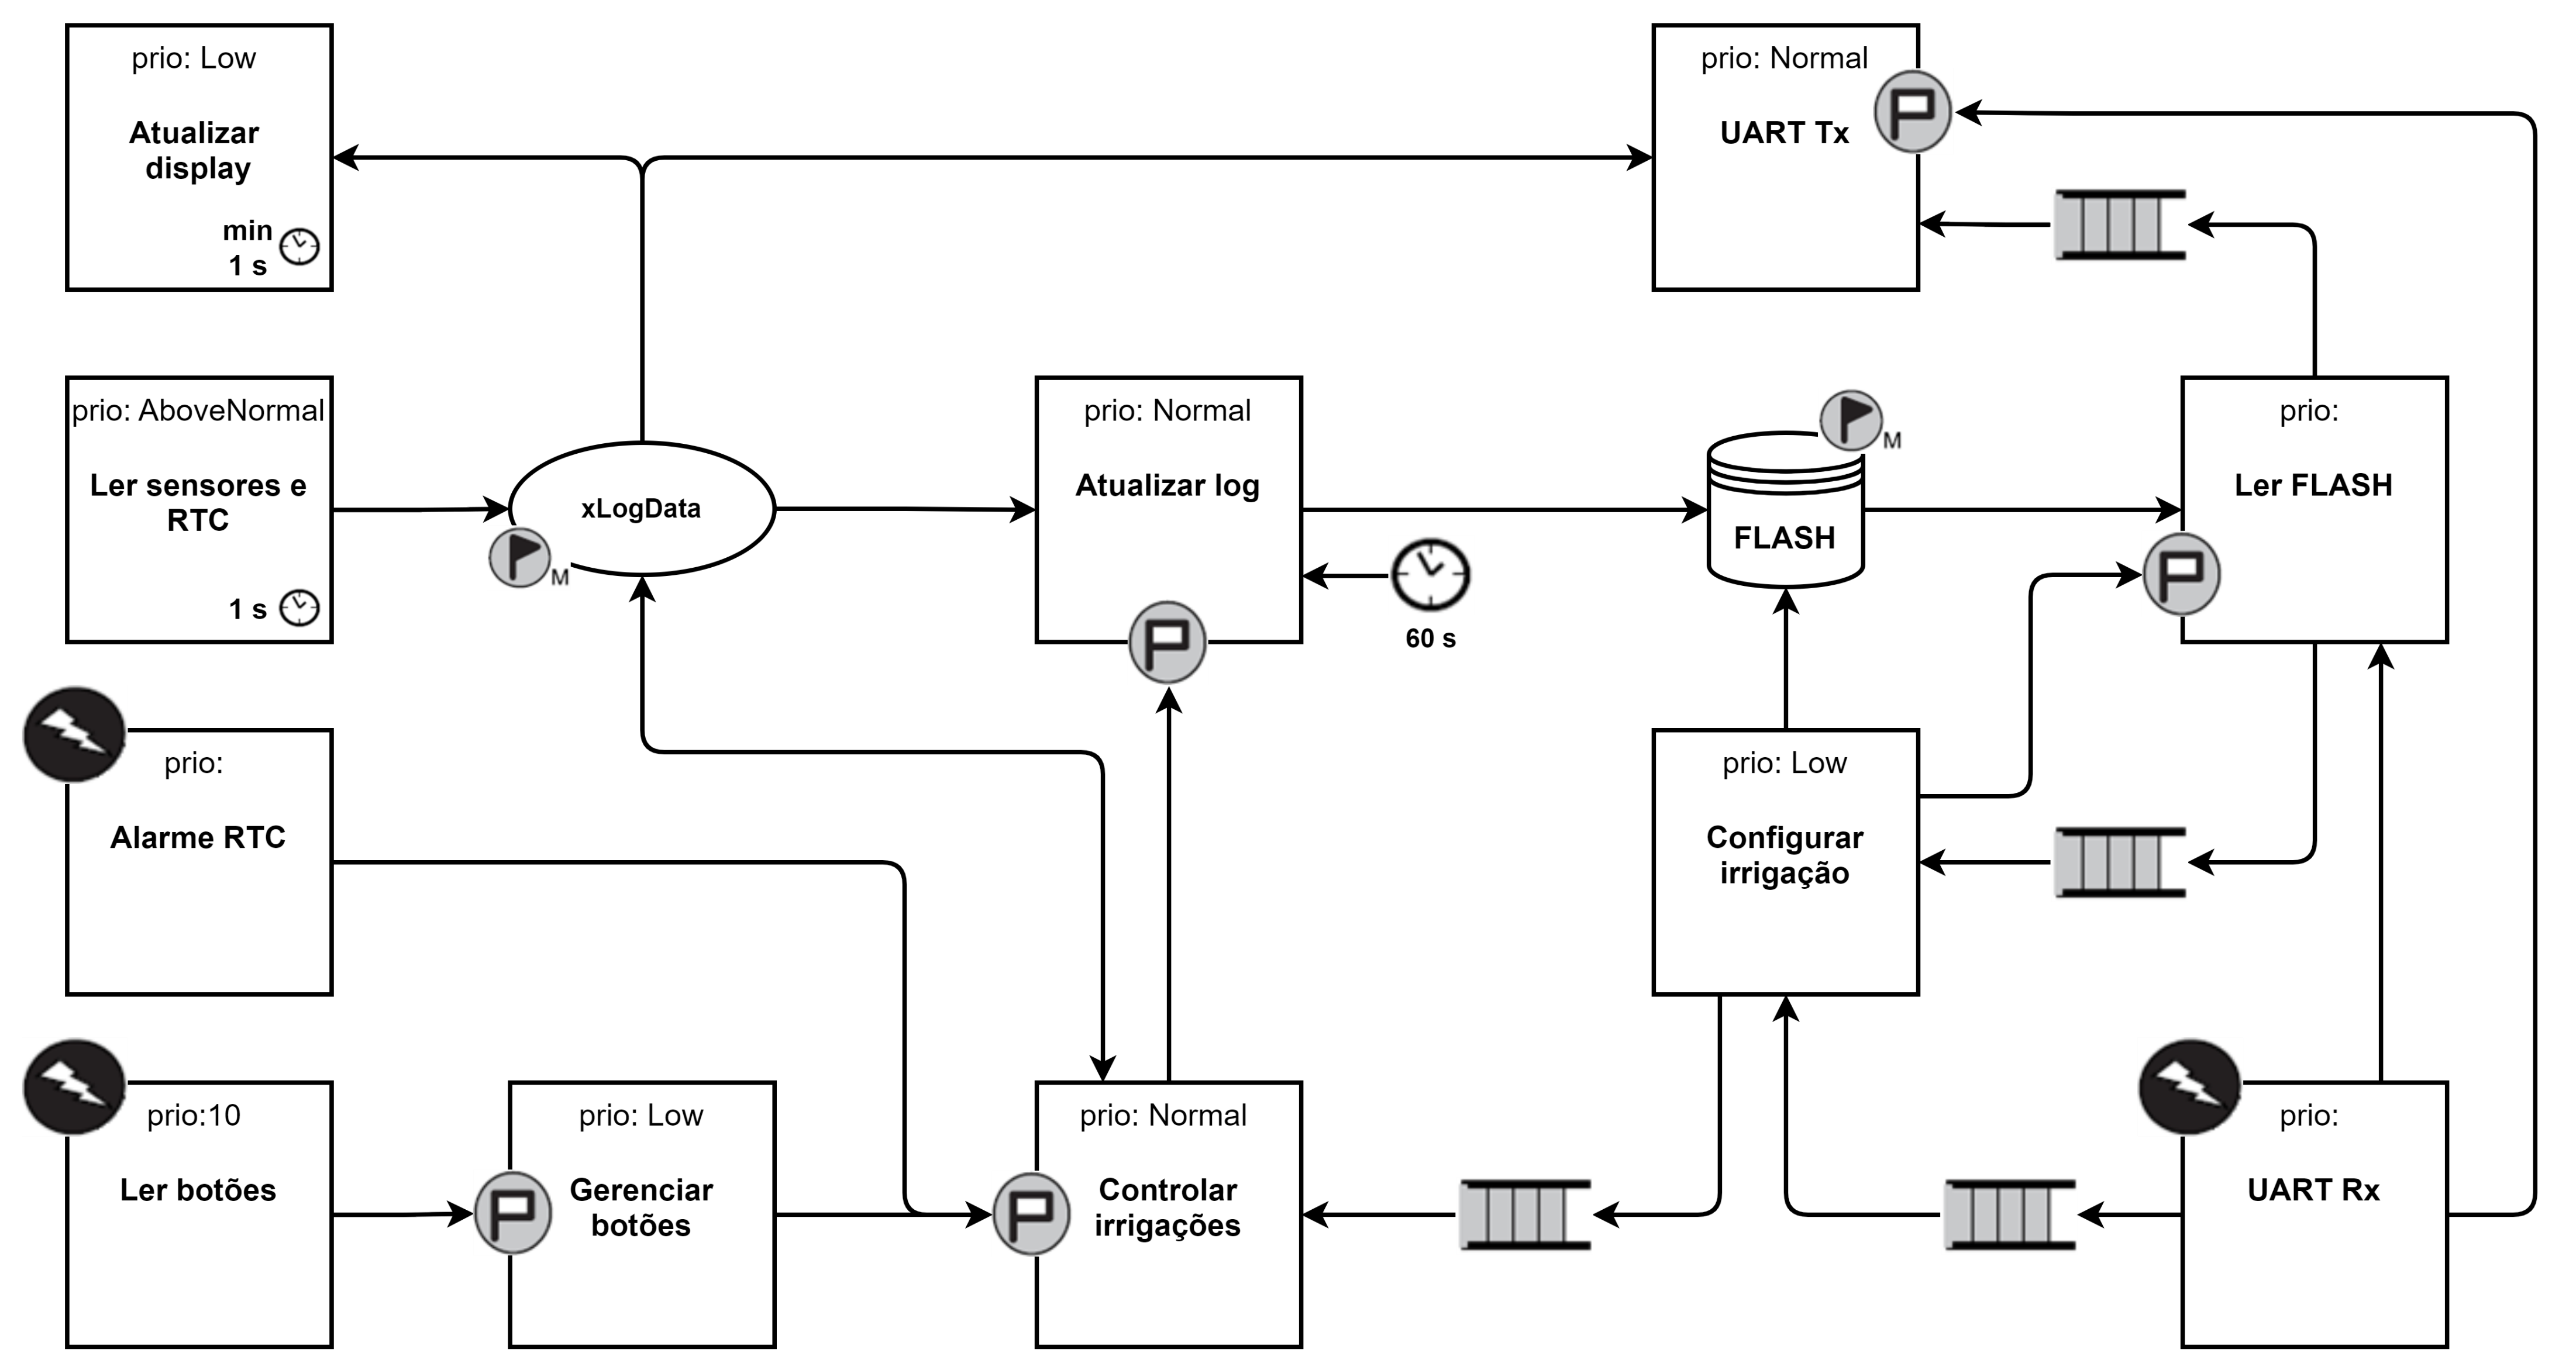 prio: Low
Atualizar
display
min
1 s
prio: Normal
UART Tx
P
prio: AboveNormal
Ler sensores e
RTC
1 s
xLogData
M
prio: Normal
Atualizar log
P
60 s
FLASH
M
prio:
Ler FLASH
P
prio:
Alarme RTC
prio: Low
Configurar
irrigação
prio:10
Ler botões
prio: Low
P
Gerenciar
botões
prio: Normal
P
Controlar
irrigações
prio:
UART Rx